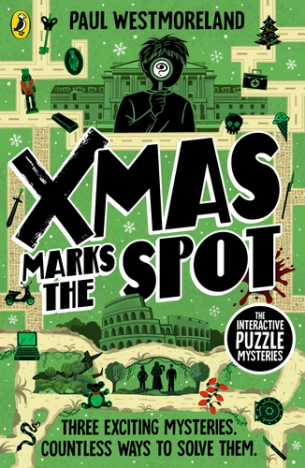 PAUL WESTMORELAND
?
XMAS
MARKS
THE SPOT
THE
INTERACTIVE
PUZZLE
MYSTERIES
THREE EXCITING MYSTERIES.
COUNTLESS WAYS TO SOLVE THEM.